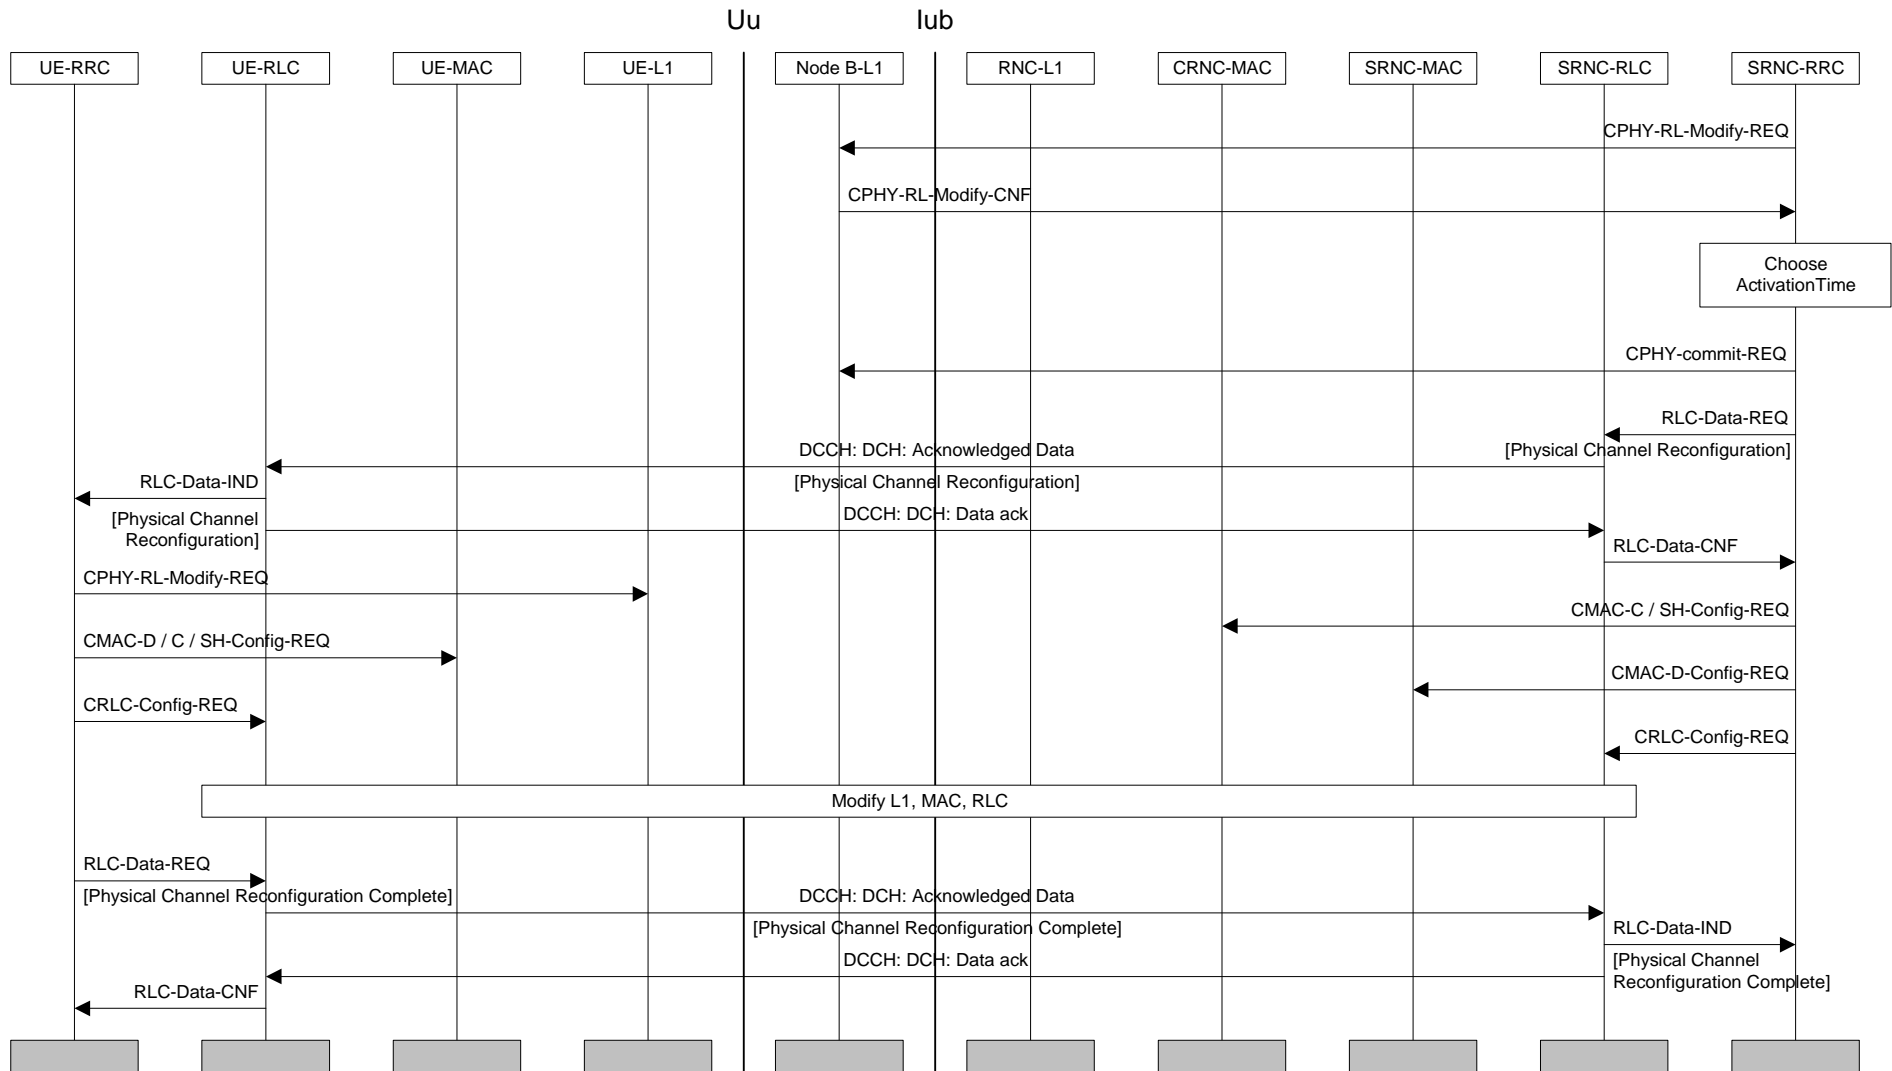 Uu
Iub
UE-RRC
UE-RLC
UE-MAC
UE-L1
Node B-L1
RNC-L1
CRNC-MAC
SRNC-MAC
SRNC-RLC
SRNC-RRC
CPHY-RL-Modify-REQ
CPHY-RL-Modify-CNF
Choose
ActivationTime
CPHY-commit-REQ
RLC-Data-REQ
DCCH: DCH: Acknowledged Data
[Physical Channel Reconfiguration]
RLC-Data-IND
[Physical Channel Reconfiguration]
[Physical Channel
Reconfiguration]
DCCH: DCH: Data ack
RLC-Data-CNF
CPHY-RL-Modify-REQ
CMAC-C / SH-Config-REQ
CMAC-D / C / SH-Config-REQ
CMAC-D-Config-REQ
CRLC-Config-REQ
CRLC-Config-REQ
Modify L1, MAC, RLC
RLC-Data-REQ
[Physical Channel Reconfiguration Complete]
DCCH: DCH: Acknowledged Data
[Physical Channel Reconfiguration Complete]
RLC-Data-IND
DCCH: DCH: Data ack
[Physical Channel
Reconfiguration Complete]
RLC-Data-CNF